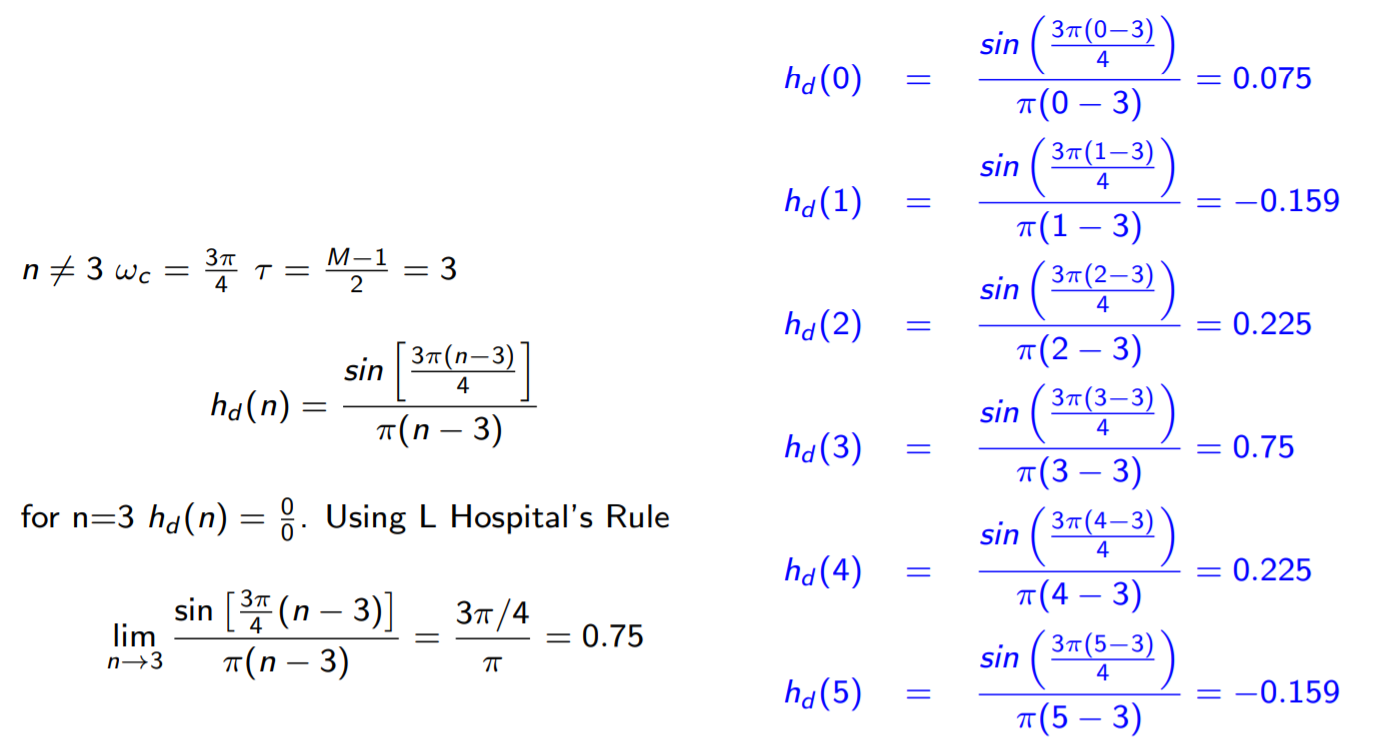 n ≠ 3 ω_c = 3π/4 τ = (M−1)/2 = 3
h_d(n) = sin[3π(n−3)/4] / π(n − 3)
for n=3 h_d(n) = 0/0. Using L Hospital's Rule
lim_{n→3} sin[3π/4 (n − 3)] / π(n − 3) = (3π/4)/π = 0.75
h_d(0) = sin(3π(0−3)/4) / π(0 − 3) = 0.075
h_d(1) = sin(3π(1−3)/4) / π(1 − 3) = −0.159
h_d(2) = sin(3π(2−3)/4) / π(2 − 3) = 0.225
h_d(3) = sin(3π(3−3)/4) / π(3 − 3) = 0.75
h_d(4) = sin(3π(4−3)/4) / π(4 − 3) = 0.225
h_d(5) = sin(3π(5−3)/4) / π(5 − 3) = −0.159